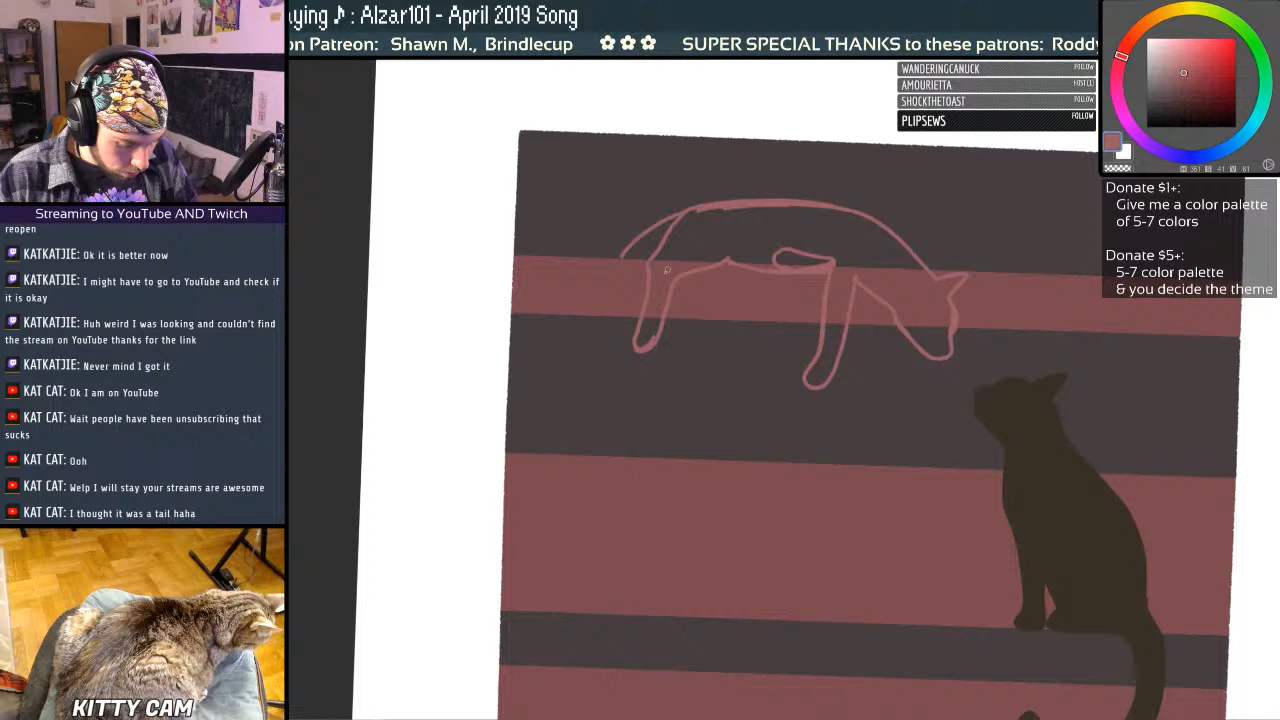 ying ♪ : Alzar101 - April 2019 Song
on Patreon: Shawn M., Brindlecup ✿ ✿ ✿ SUPER SPECIAL THANKS to these patrons: Roddy
WANDERINGCANUCK FOLLOW
AMOURIETTA
SHOCKTHETOAST FOLLOW
PLIPSEWS FOLLOW
Donate $1+:
Give me a color palette
of 5-7 colors
Donate $5+:
5-7 color palette
& you decide the theme
Streaming to YouTube AND Twitch
reopen
KATKATJIE: Ok it is better now
KATKATJIE: I might have to go to YouTube and check if
it is okay
KATKATJIE: Huh weird I was looking and couldn't find
the stream on YouTube thanks for the link
KATKATJIE: Never mind I got it
KAT CAT: Ok I am on YouTube
KAT CAT: Wait people have been unsubscribing that
sucks
KAT CAT: Ooh
KAT CAT: Welp I will stay your streams are awesome
KAT CAT: I thought it was a tail haha
KITTY CAM